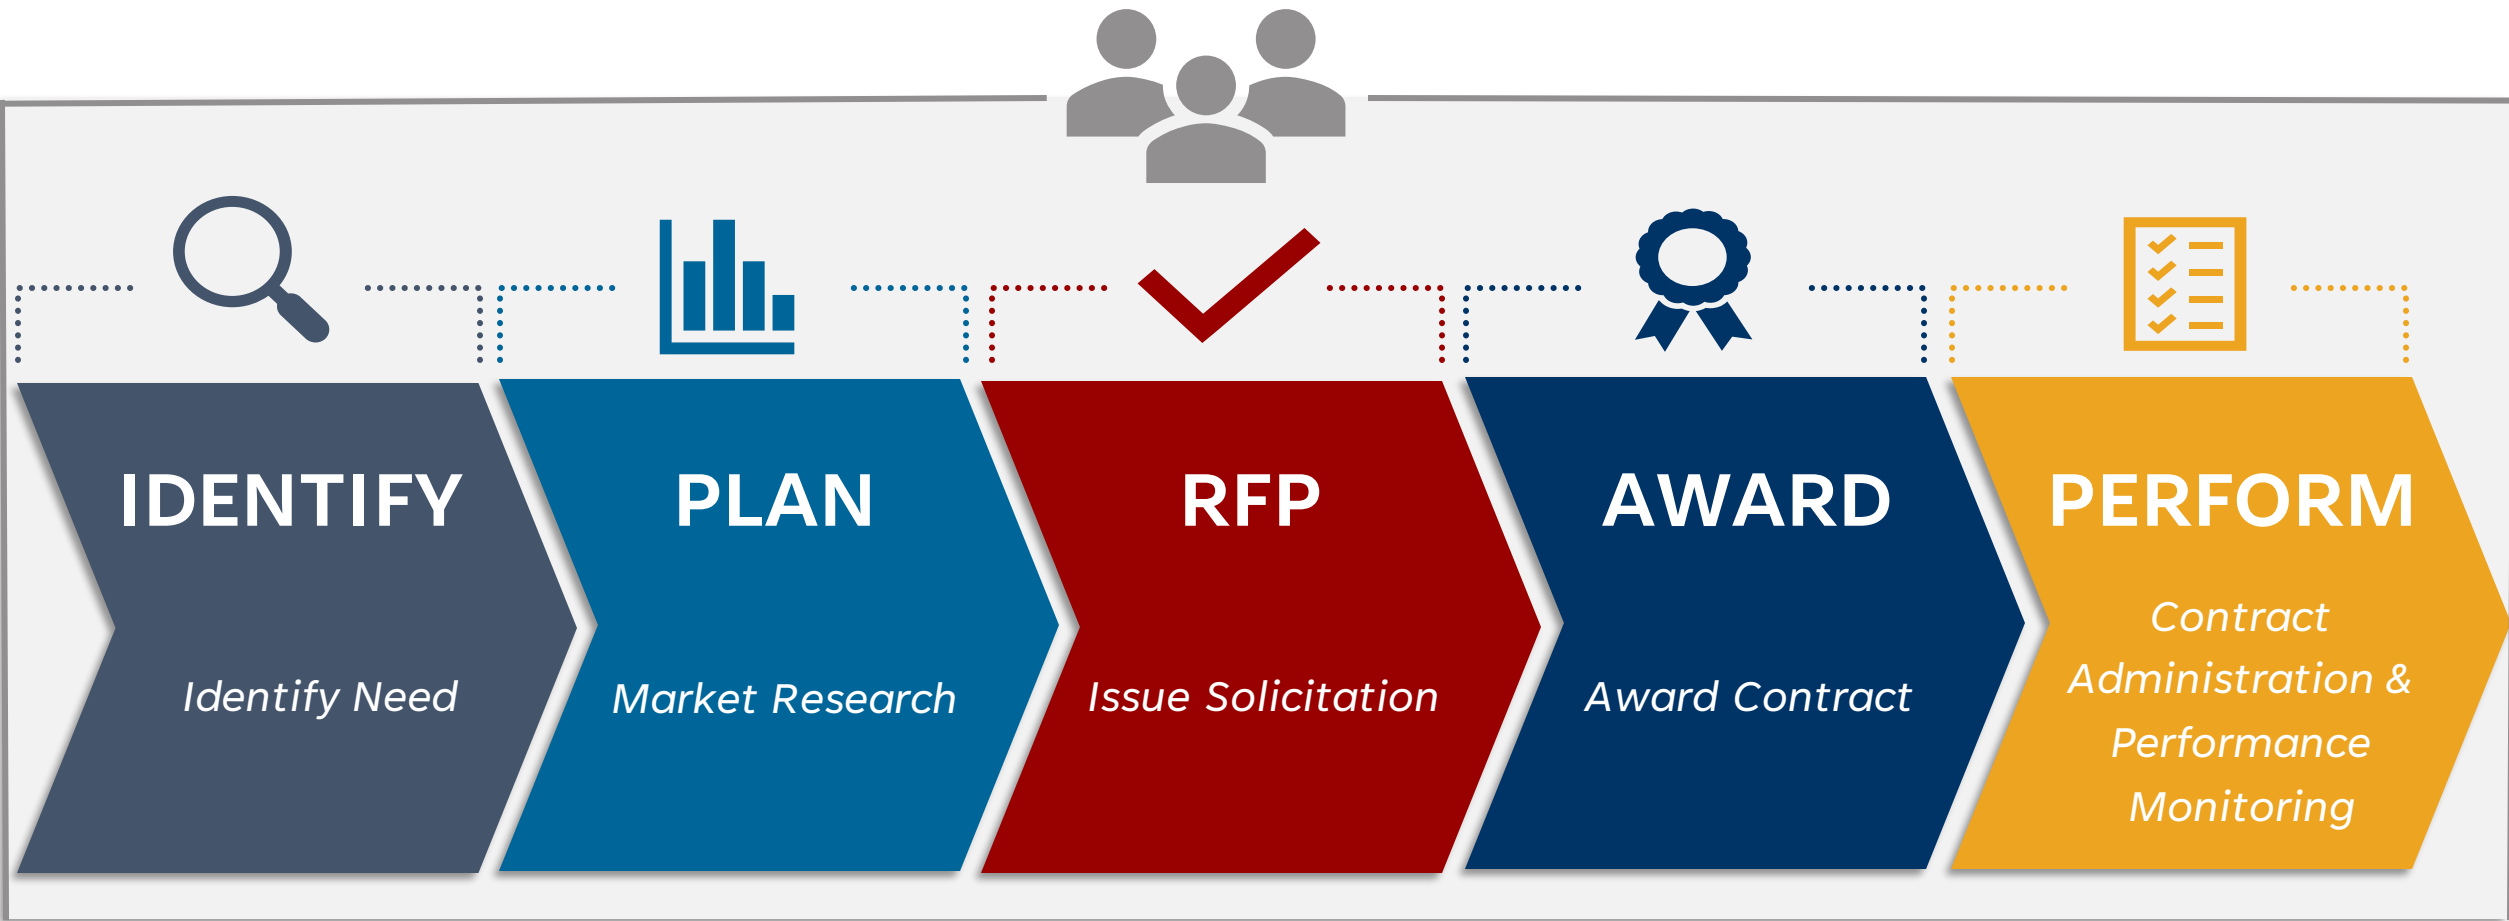 IDENTIFY
Identify Need
PLAN
Market Research
RFP
Issue Solicitation
AWARD
Award Contract
PERFORM
Contract
Administration &
Performance
Monitoring